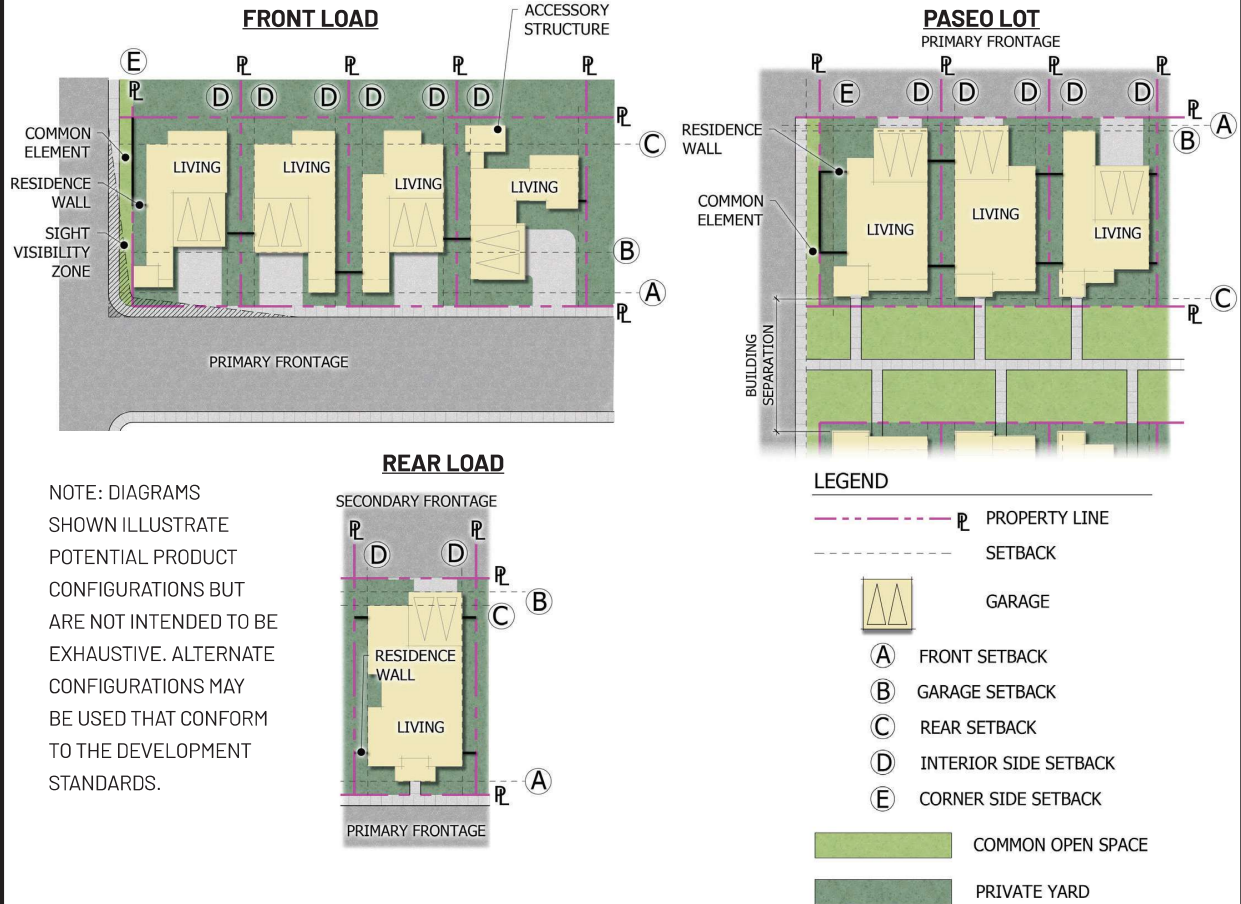 FRONT LOAD
ACCESSORY
STRUCTURE
E
PL
PL
PL
PL
PL
D
D
D
D
D
D
PL
C
COMMON
ELEMENT
RESIDENCE
WALL
SIGHT
VISIBILITY
ZONE
LIVING
LIVING
LIVING
LIVING
B
A
PL
PRIMARY FRONTAGE
PASEO LOT
PRIMARY FRONTAGE
PL
PL
PL
PL
E
D
D
D
D
D
PL
A
B
RESIDENCE
WALL
COMMON
ELEMENT
LIVING
LIVING
LIVING
C
PL
BUILDING
SEPARATION
REAR LOAD
SECONDARY FRONTAGE
PL
PL
D
D
PL
B
C
RESIDENCE
WALL
LIVING
A
PL
PRIMARY FRONTAGE
NOTE: DIAGRAMS
SHOWN ILLUSTRATE
POTENTIAL PRODUCT
CONFIGURATIONS BUT
ARE NOT INTENDED TO BE
EXHAUSTIVE. ALTERNATE
CONFIGURATIONS MAY
BE USED THAT CONFORM
TO THE DEVELOPMENT
STANDARDS.
LEGEND
PL PROPERTY LINE
SETBACK
GARAGE
A FRONT SETBACK
B GARAGE SETBACK
C REAR SETBACK
D INTERIOR SIDE SETBACK
E CORNER SIDE SETBACK
COMMON OPEN SPACE
PRIVATE YARD